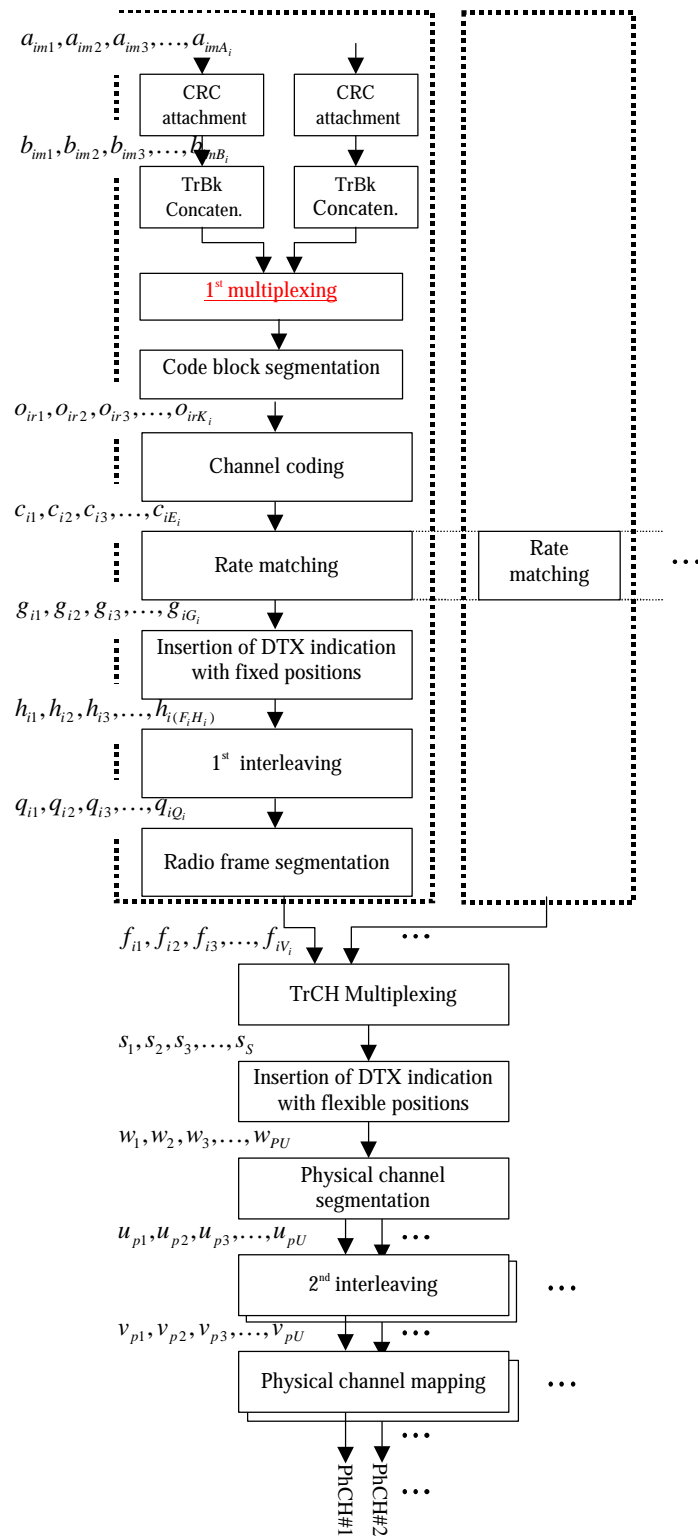 a_{im1}, a_{im2}, a_{im3}, …, a_{imA_i}
CRC
attachment
CRC
attachment
b_{im1}, b_{im2}, b_{im3}, …, b_{imB_i}
TrBk
Concaten.
TrBk
Concaten.
1st multiplexing
Code block segmentation
o_{ir1}, o_{ir2}, o_{ir3}, …, o_{irK_i}
Channel coding
c_{i1}, c_{i2}, c_{i3}, …, c_{iE_i}
Rate matching
Rate
matching
…
g_{i1}, g_{i2}, g_{i3}, …, g_{iG_i}
Insertion of DTX indication
with fixed positions
h_{i1}, h_{i2}, h_{i3}, …, h_{i(F_iH_i)}
1st interleaving
q_{i1}, q_{i2}, q_{i3}, …, q_{iQ_i}
Radio frame segmentation
f_{i1}, f_{i2}, f_{i3}, …, f_{iV_i}
…
TrCH Multiplexing
s_1, s_2, s_3, …, s_S
Insertion of DTX indication
with flexible positions
w_1, w_2, w_3, …, w_{PU}
Physical channel
segmentation
u_{p1}, u_{p2}, u_{p3}, …, u_{pU}
…
2nd interleaving
…
v_{p1}, v_{p2}, v_{p3}, …, v_{pU}
…
Physical channel mapping
…
…
PhCH#1
PhCH#2
…